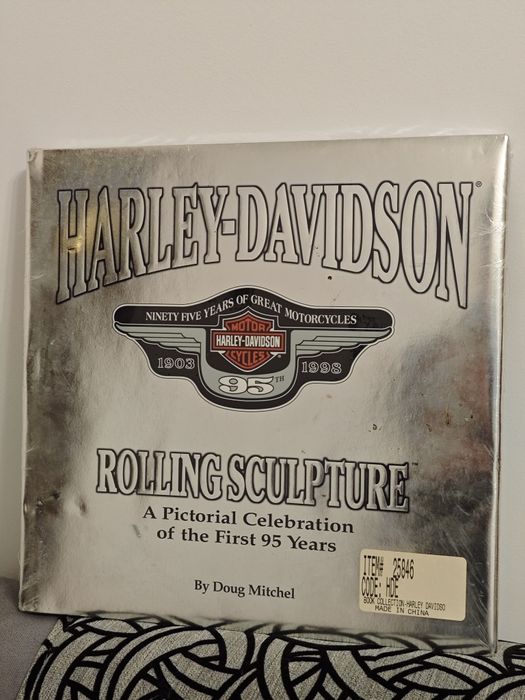 HARLEY-DAVIDSON®
NINETY FIVE YEARS OF GREAT MOTORCYCLES
MOTOR
HARLEY-DAVIDSON
CYCLES
1903 1998
95TH
ROLLING SCULPTURE™
A Pictorial Celebration
of the First 95 Years
By Doug Mitchel
ITEM# 25846
CODE: HDE
BOOK COLLECTION-HARLEY DAVIDSO
MADE IN CHINA